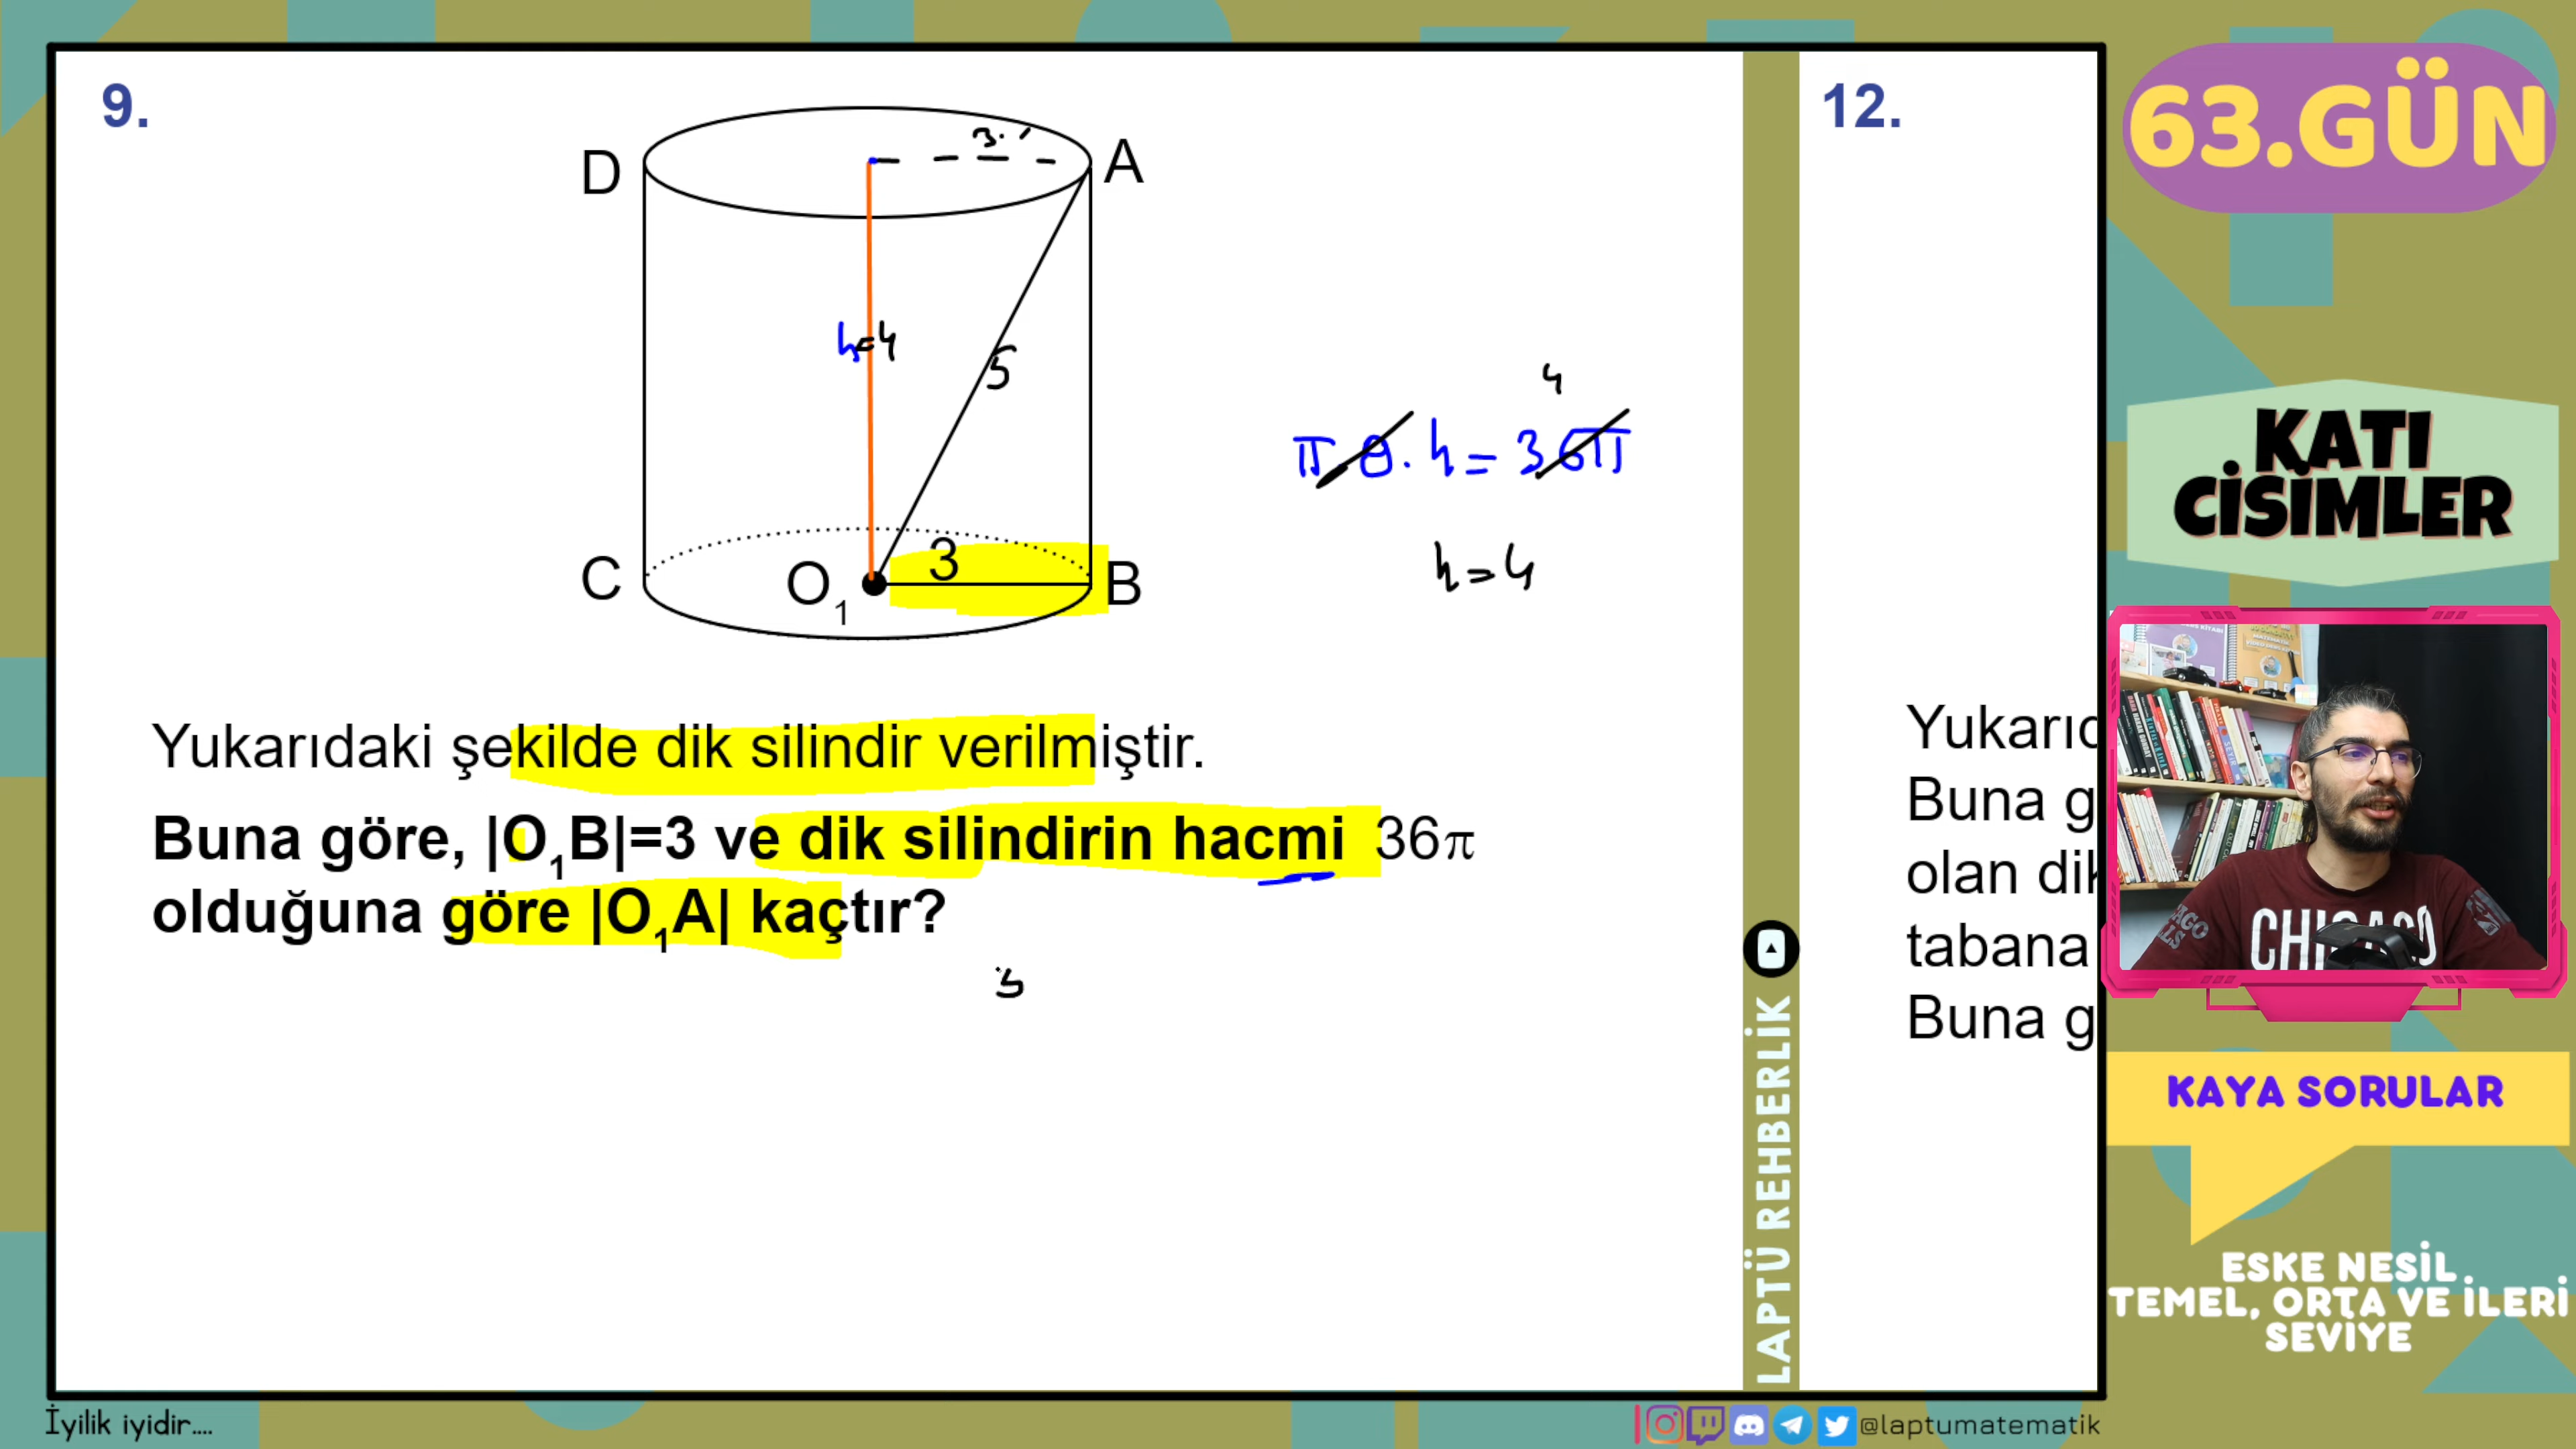 9.
D
A
3
h=4
5
4
π.9.h=36π
h=4
C
O1
3
B
Yukarıdaki şekilde dik silindir verilmiştir.
Buna göre, |O1B|=3 ve dik silindirin hacmi 36π
olduğuna göre |O1A| kaçtır?
LAPTÜ REHBERLİK
12.
Yukarıd
Buna g
olan dik
tabana
Buna g
63.GÜN
KATI
CİSİMLER
CHICAGO
KAYA SORULAR
ESKE NESİL
TEMEL, ORTA VE İLERİ
SEVİYE
İyilik iyidir....
@laptumatematik